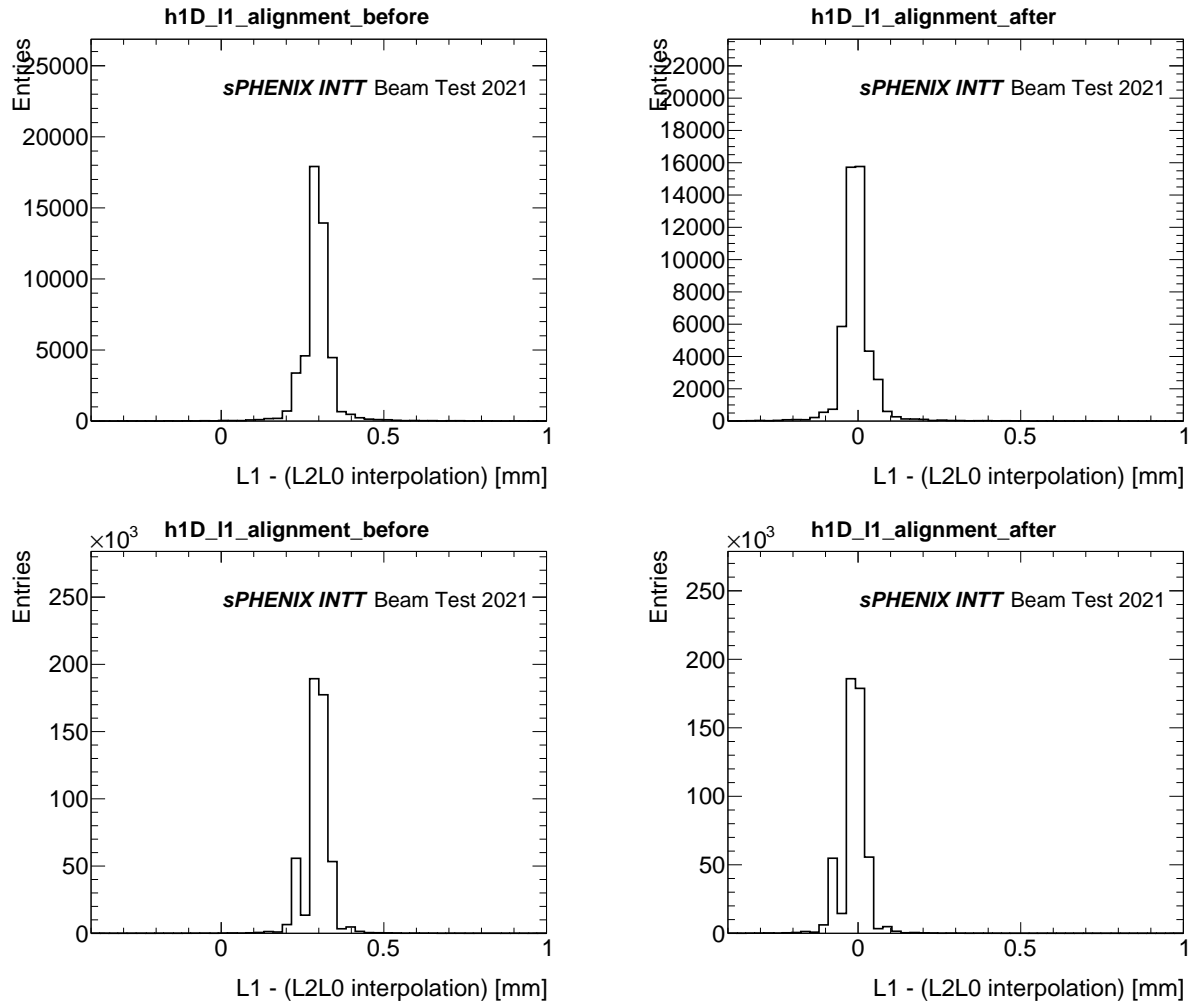 h1D_l1_alignment_before
Entries
25000
20000
15000
10000
5000
0
sPHENIX INTT Beam Test 2021
0 0.5 1
L1 - (L2L0 interpolation) [mm]
h1D_l1_alignment_after
Entries
22000
20000
18000
16000
14000
12000
10000
8000
6000
4000
2000
0
sPHENIX INTT Beam Test 2021
0 0.5 1
L1 - (L2L0 interpolation) [mm]
h1D_l1_alignment_before
×10³
Entries
250
200
150
100
50
0
sPHENIX INTT Beam Test 2021
0 0.5 1
L1 - (L2L0 interpolation) [mm]
h1D_l1_alignment_after
×10³
Entries
250
200
150
100
50
0
sPHENIX INTT Beam Test 2021
0 0.5 1
L1 - (L2L0 interpolation) [mm]